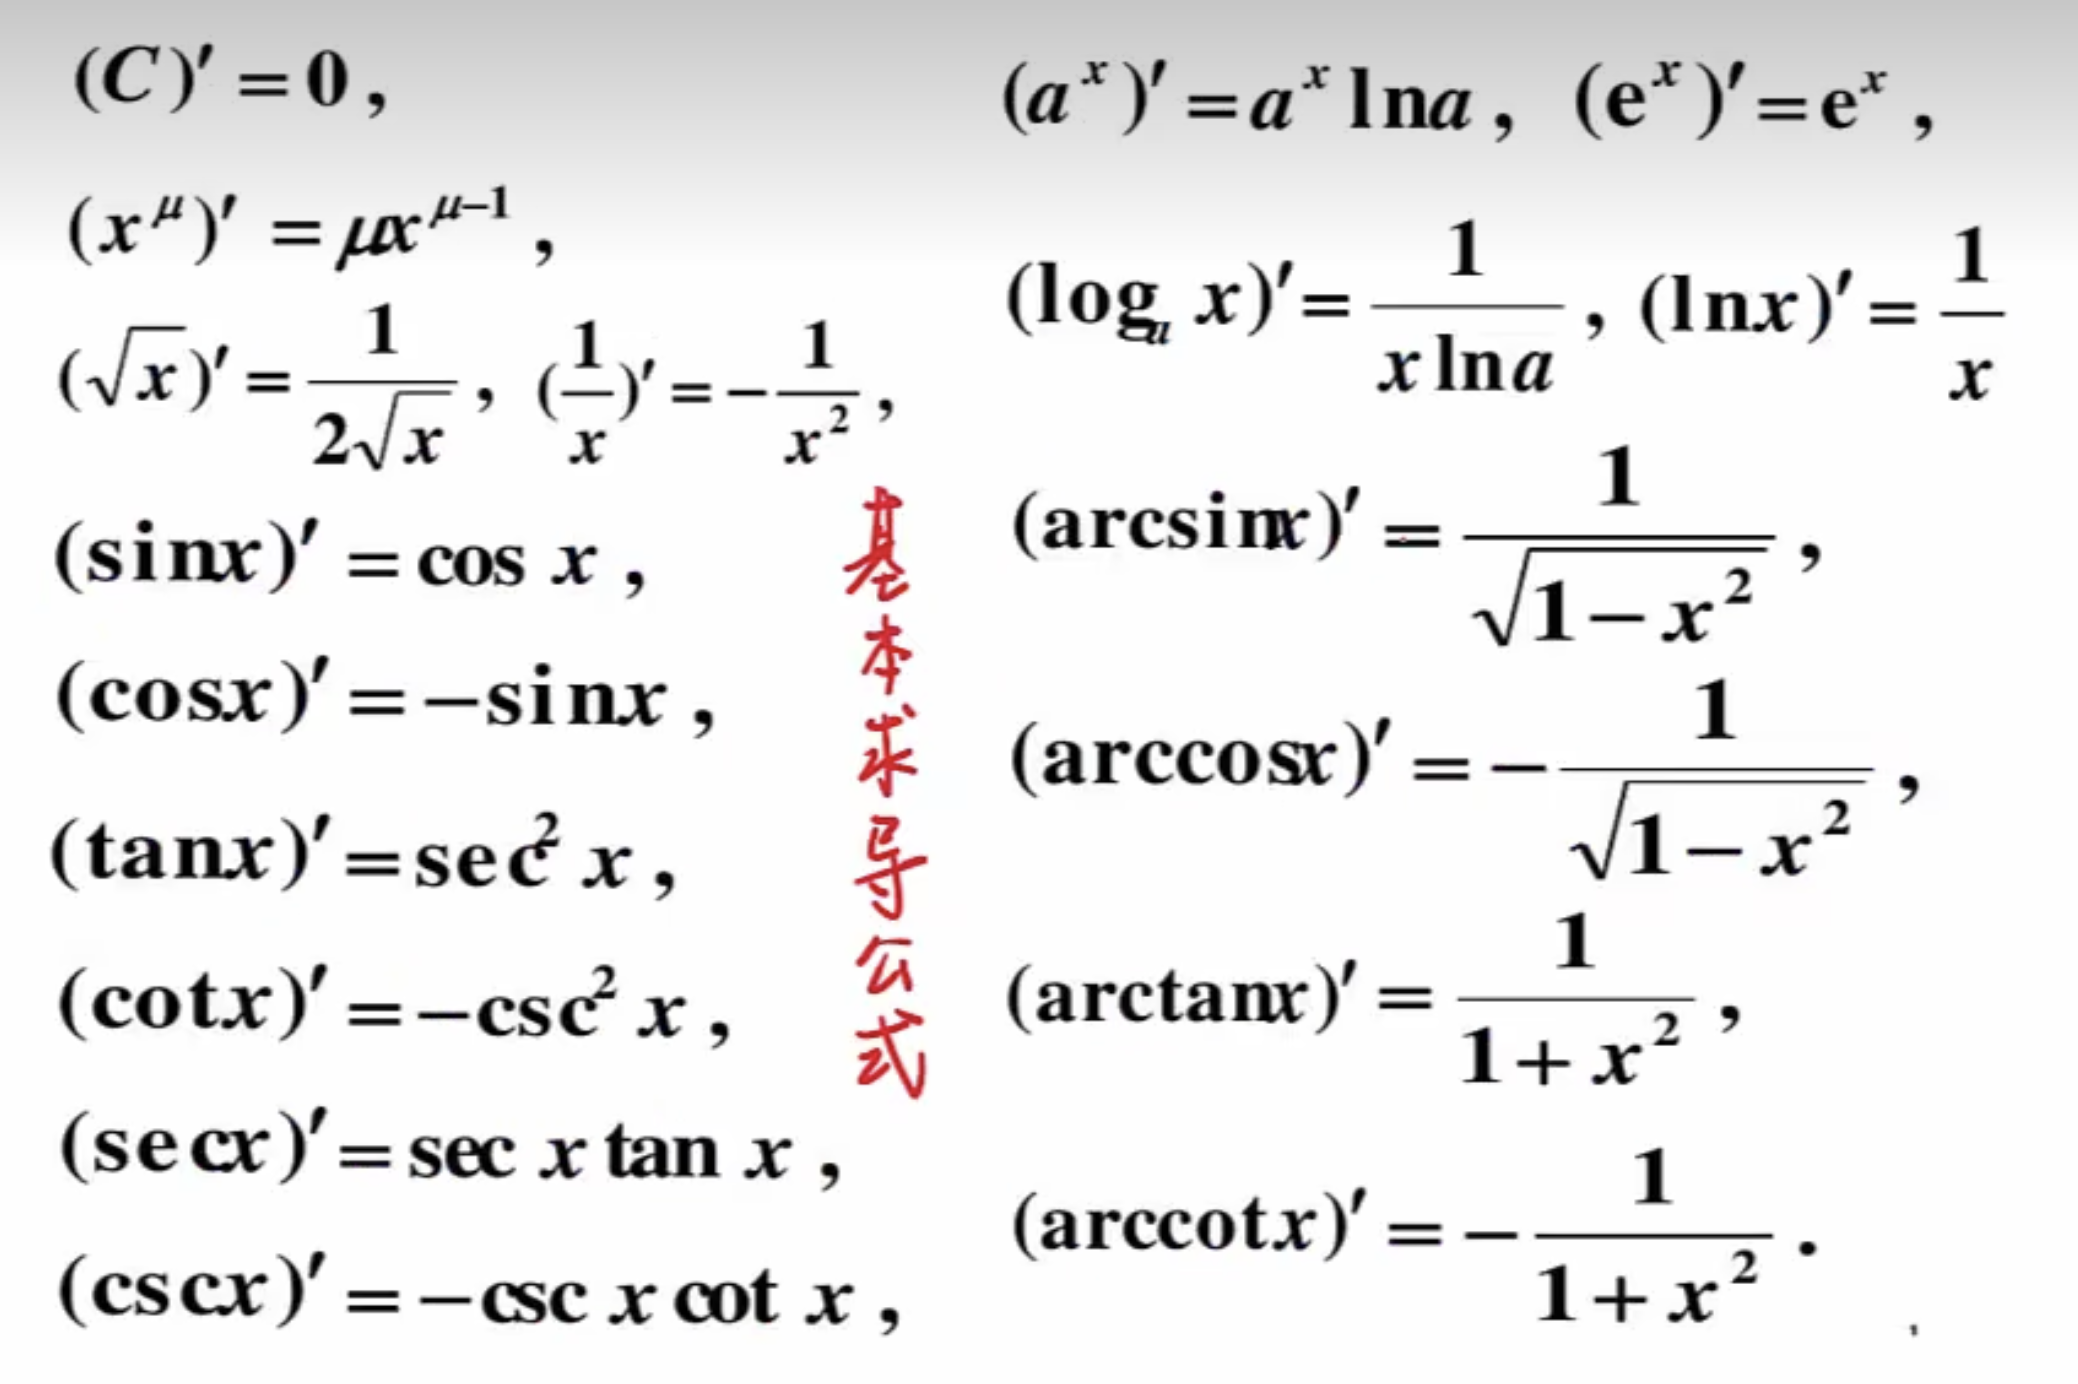 (C)′ = 0 ,
(x^μ)′ = μx^{μ−1} ,
(√x)′ = 1/(2√x) , (1/x)′ = −1/x² ,
(sinx)′ = cos x ,
(cosx)′ = −sinx ,
(tanx)′ = sec² x ,
(cotx)′ = −csc² x ,
(secx)′ = sec x tan x ,
(cscx)′ = −csc x cot x ,
基本求导公式
(a^x)′ = a^x lna , (e^x)′ = e^x ,
(log_a x)′ = 1/(x lna) , (lnx)′ = 1/x
(arcsinx)′ = 1/√(1−x²) ,
(arccosx)′ = −1/√(1−x²) ,
(arctanx)′ = 1/(1+x²) ,
(arccotx)′ = −1/(1+x²) .